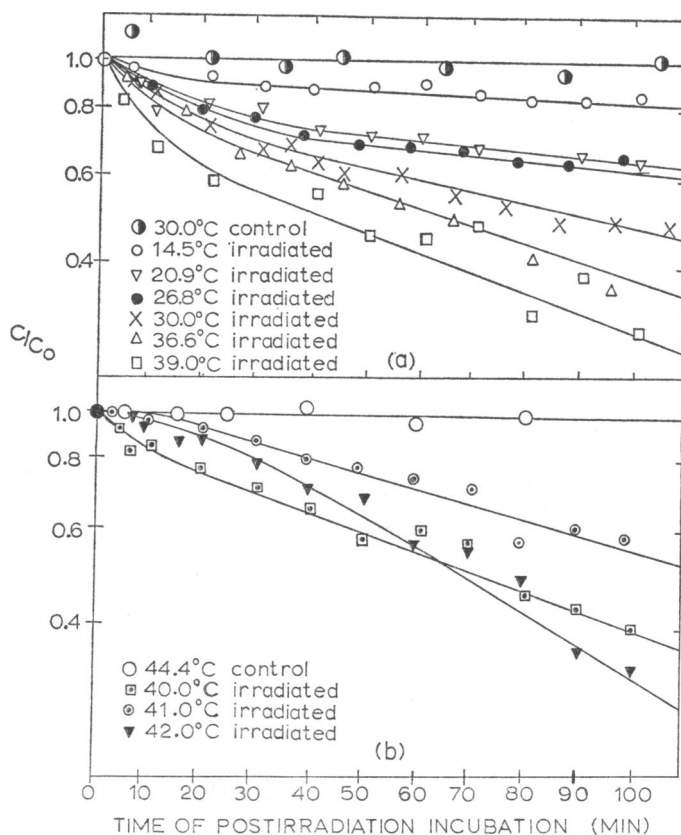 1.0
0.8
0.6
0.4
30.0°C control
14.5°C irradiated
20.9°C irradiated
26.8°C irradiated
30.0°C irradiated
36.6°C irradiated
39.0°C irradiated
(a)
C/Co
1.0
0.8
0.6
0.4
44.4°C control
40.0°C irradiated
41.0°C irradiated
42.0°C irradiated
(b)
0 10 20 30 40 50 60 70 80 90 100
TIME OF POSTIRRADIATION INCUBATION (MIN)